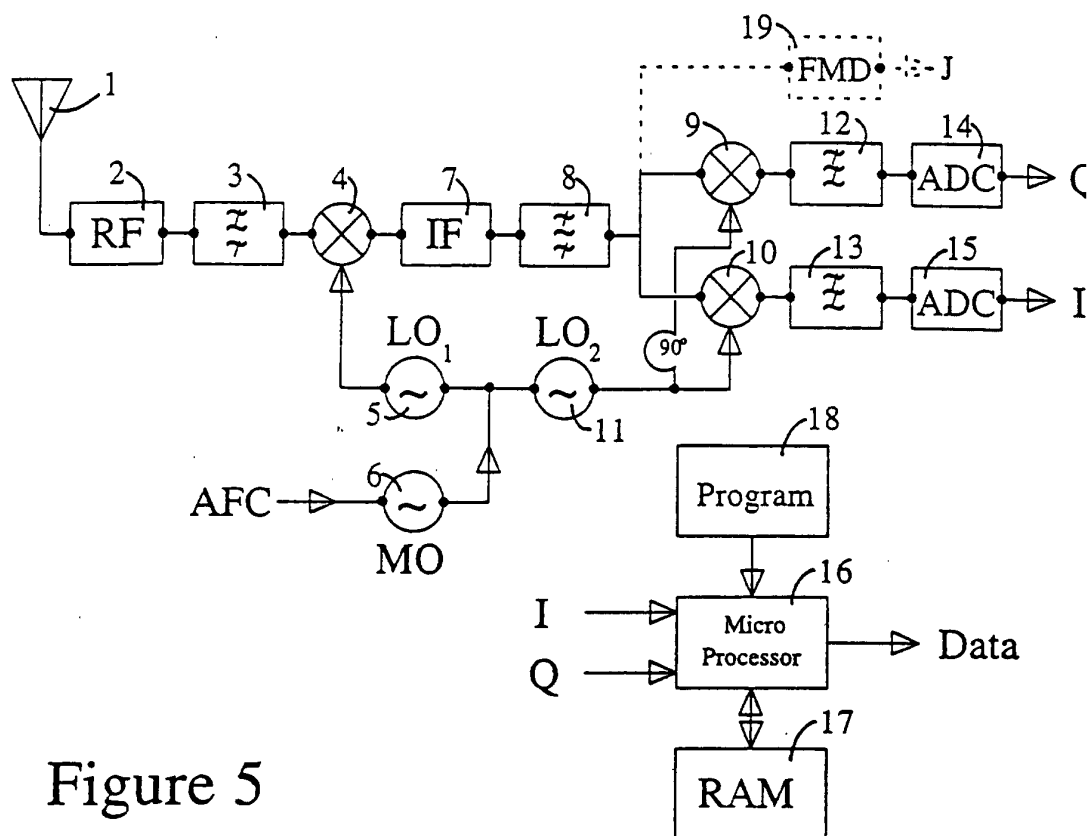 19
FMD
J
1
9
12
14
2
3
4
7
8
ADC
Q
RF
IF
10
13
15
ADC
I
LO1
LO2
90°
5
11
18
6
AFC
Program
MO
16
I
Micro
Processor
Data
Q
17
Figure 5
RAM